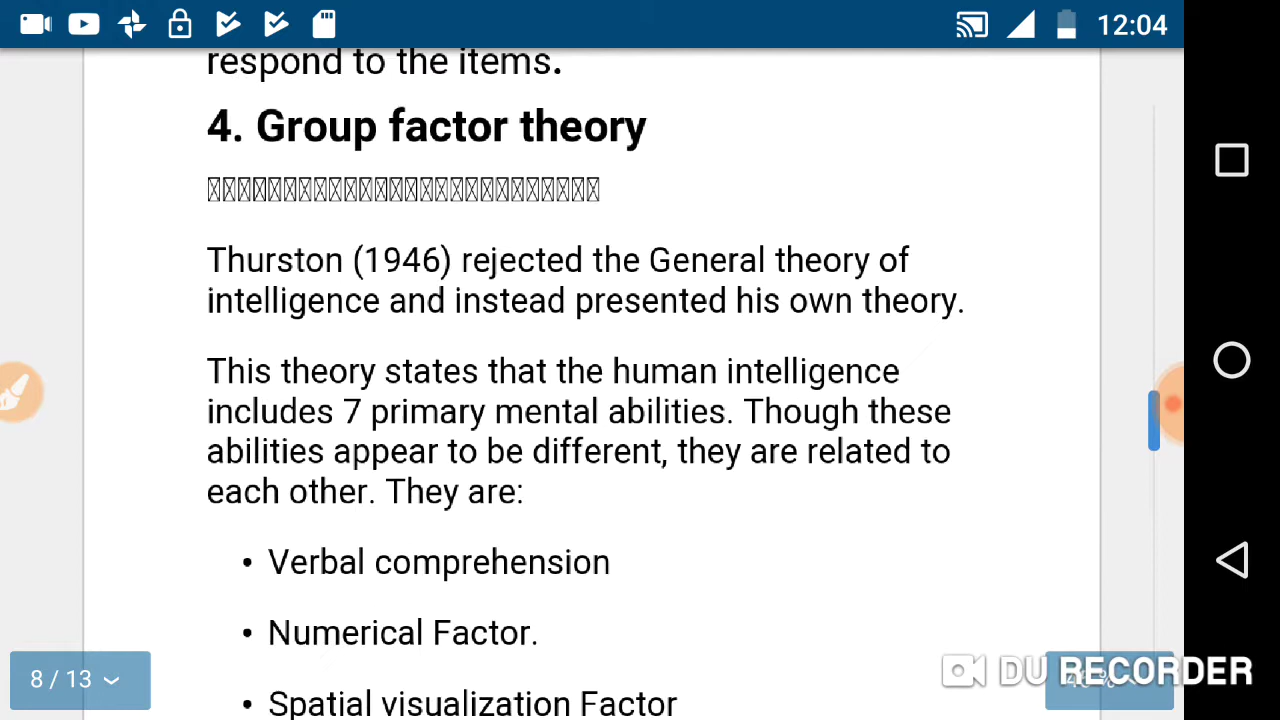 12:04
respond to the items.
4. Group factor theory
Thurston (1946) rejected the General theory of
intelligence and instead presented his own theory.
This theory states that the human intelligence
includes 7 primary mental abilities. Though these
abilities appear to be different, they are related to
each other. They are:
• Verbal comprehension
• Numerical Factor.
• Spatial visualization Factor
8 / 13
DU RECORDER